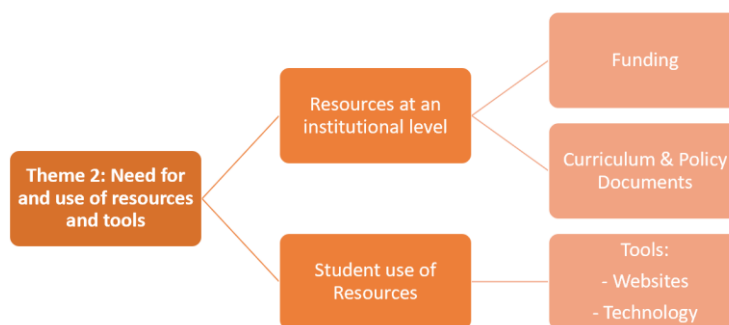 Theme 2: Need for
and use of resources
and tools
Resources at an
institutional level
Funding
Curriculum & Policy
Documents
Student use of
Resources
Tools:
- Websites
- Technology